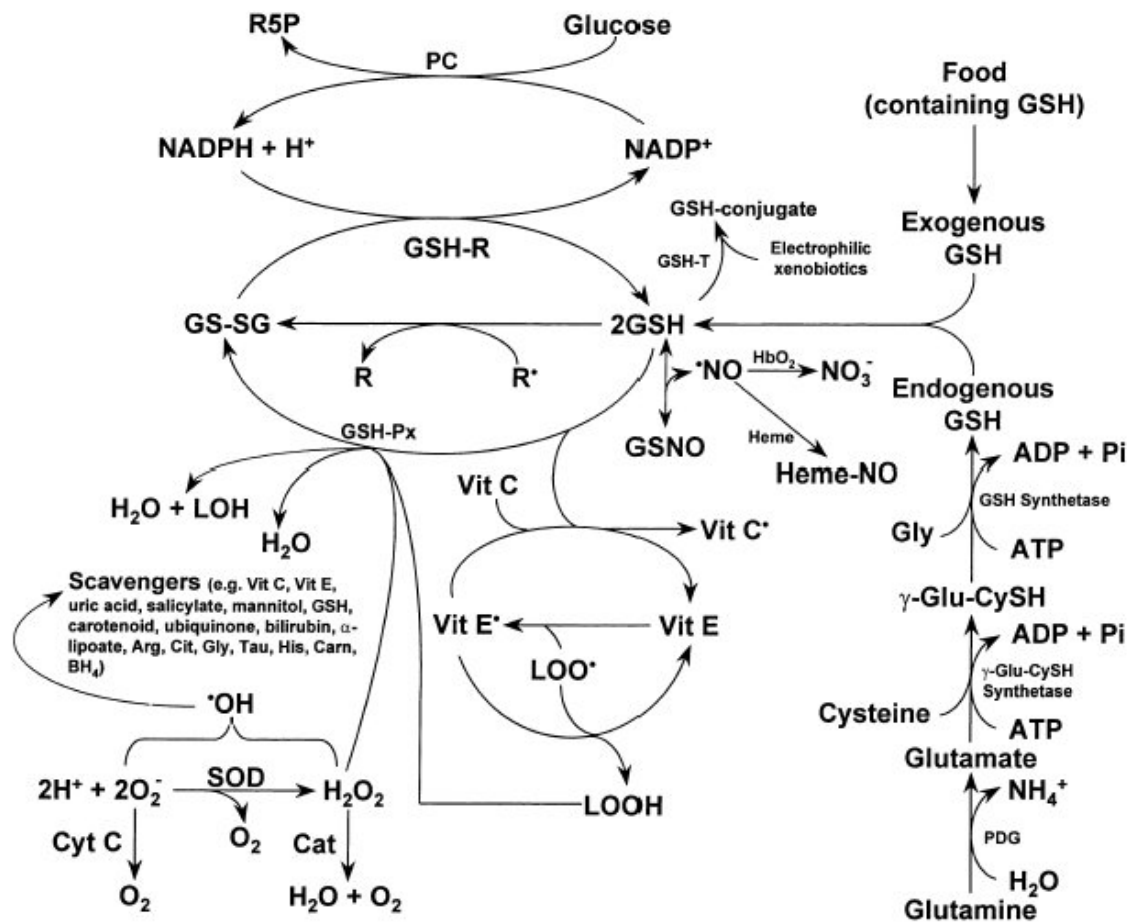 R5P
Glucose
PC
Food
(containing GSH)
NADPH + H⁺
NADP⁺
GSH-conjugate
Exogenous
GSH
GSH-R
GSH-T
Electrophilic
xenobiotics
GS-SG
2GSH
R
R•
•NO
HbO₂
NO₃⁻
Endogenous
GSH
GSH-Px
GSNO
Heme
Heme-NO
ADP + Pi
Vit C
H₂O + LOH
GSH Synthetase
H₂O
Vit C•
Gly
ATP
Scavengers (e.g. Vit C, Vit E,
uric acid, salicylate, mannitol, GSH,
carotenoid, ubiquinone, bilirubin, α-
lipoate, Arg, Cit, Gly, Tau, His, Carn,
BH₄)
γ-Glu-CySH
Vit E•
Vit E
ADP + Pi
LOO•
γ-Glu-CySH
Synthetase
•OH
Cysteine
ATP
Glutamate
2H⁺ + 2O₂⁻
SOD
H₂O₂
LOOH
NH₄⁺
O₂
Cyt C
Cat
PDG
H₂O
O₂
H₂O + O₂
Glutamine